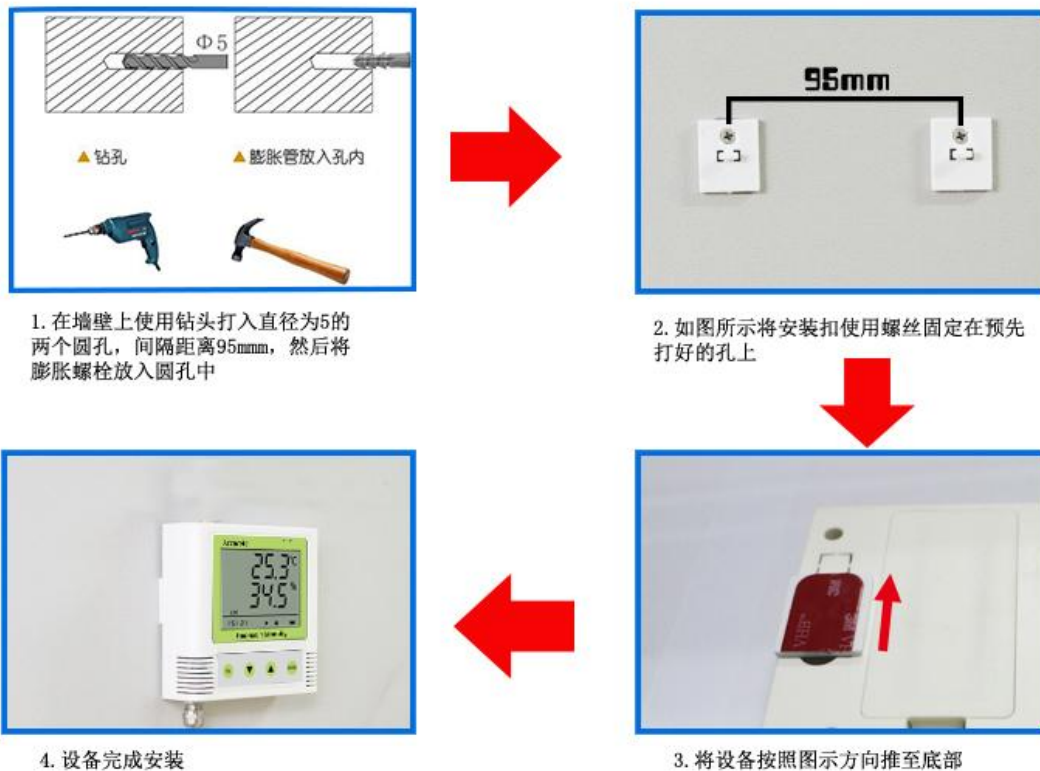 Φ5
▲钻孔
▲膨胀管放入孔内
1. 在墙壁上使用钻头打入直径为5的
两个圆孔，间隔距离95mmm，然后将
膨胀螺栓放入圆孔中
95mm
2. 如图所示将安装扣使用螺丝固定在预先
打好的孔上
25.3℃
34.5%
4. 设备完成安装
3M
VHB
3. 将设备按照图示方向推至底部